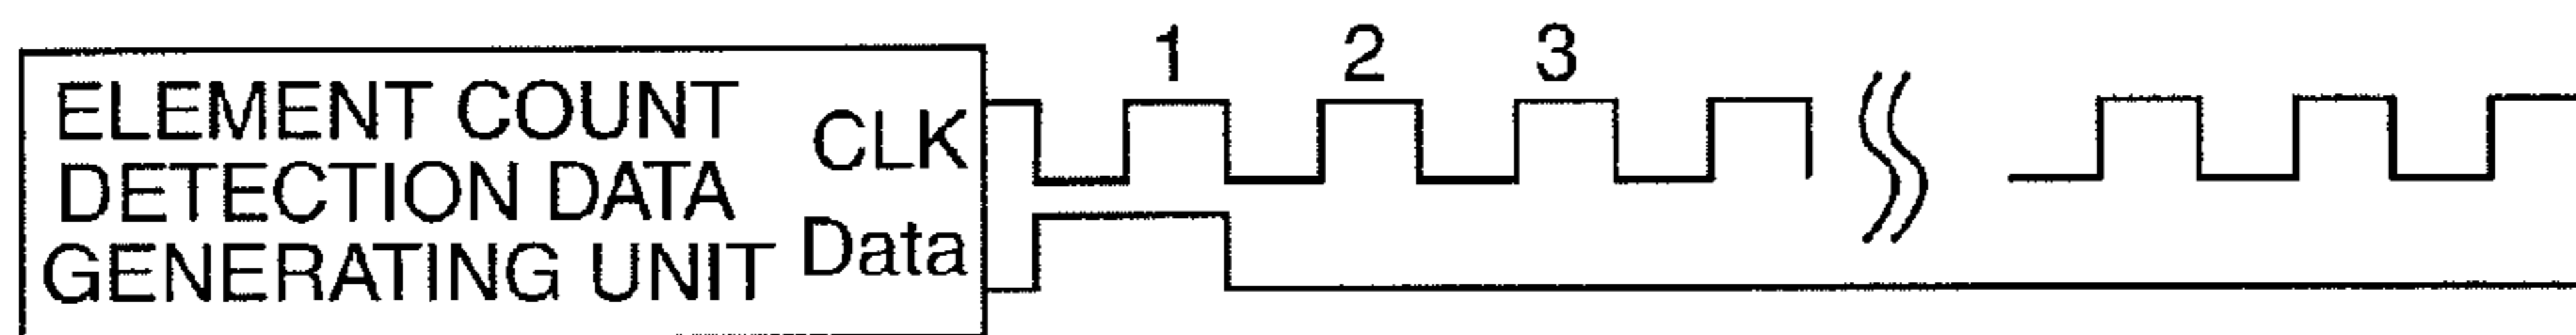 ELEMENT COUNT
DETECTION DATA
GENERATING UNIT
CLK
Data
1 2 3